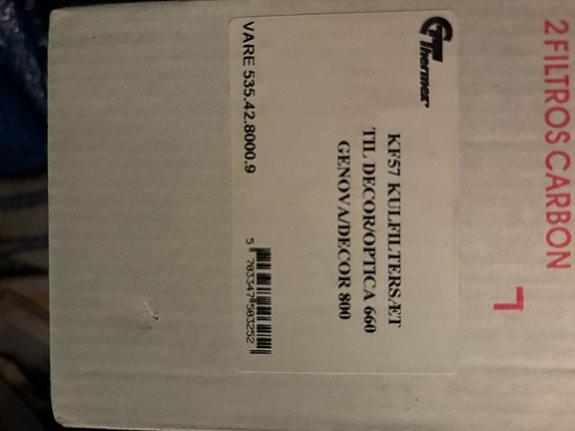 2 FILTROS CARBON
Thermex®
KF57 KULFILTERSÆT
TIL DECOR/OPTICA 660
GENOVA/DECOR 800
VARE 535.42.8000.9
5 703347 503252